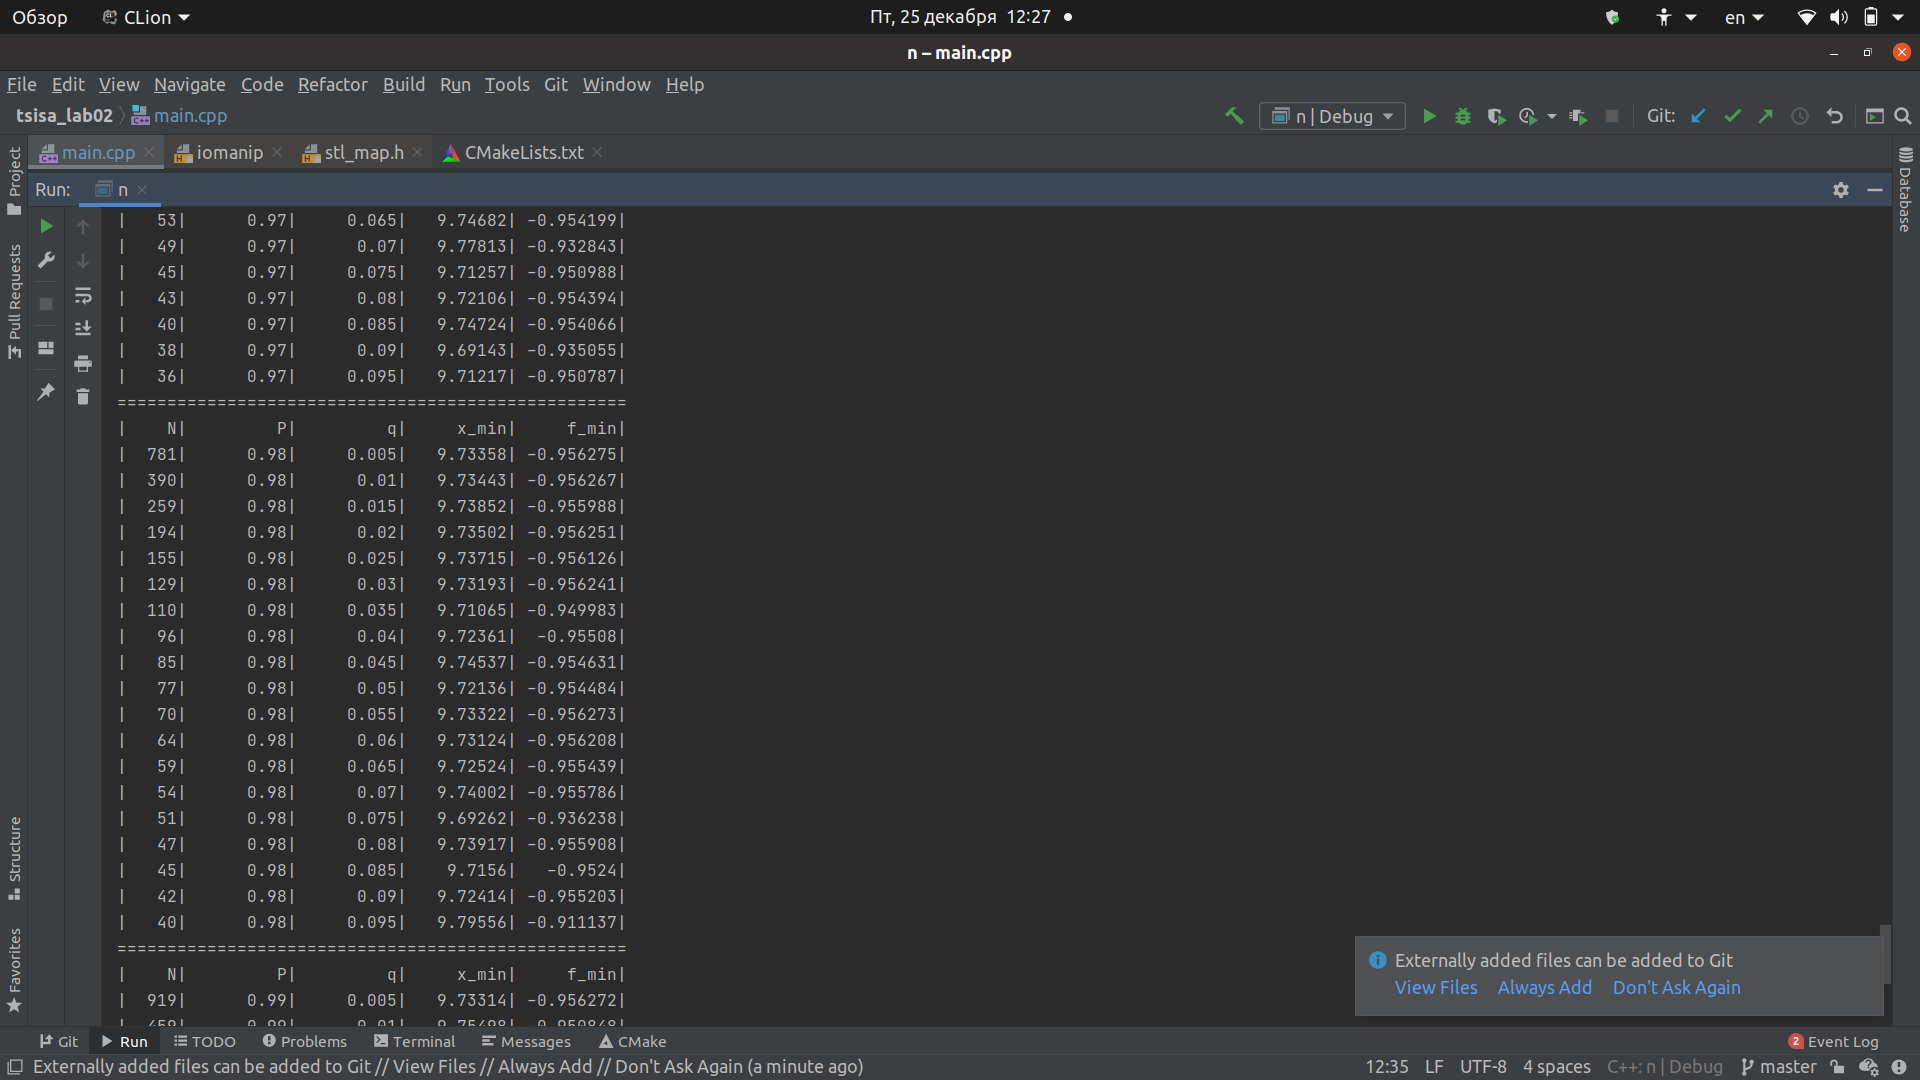 Обзор CLion Пт, 25 декабря 12:27 en
n – main.cpp
File Edit View Navigate Code Refactor Build Run Tools Git Window Help
tsisa_lab02 main.cpp n | Debug Git:
main.cpp iomanip stl_map.h CMakeLists.txt
Project
Pull Requests
Structure
Favorites
Database
Run: n
| 53| 0.97| 0.065| 9.74682| -0.954199|
| 49| 0.97| 0.07| 9.77813| -0.932843|
| 45| 0.97| 0.075| 9.71257| -0.950988|
| 43| 0.97| 0.08| 9.72106| -0.954394|
| 40| 0.97| 0.085| 9.74724| -0.954066|
| 38| 0.97| 0.09| 9.69143| -0.935055|
| 36| 0.97| 0.095| 9.71217| -0.950787|
===================================================
| N| P| q| x_min| f_min|
| 781| 0.98| 0.005| 9.73358| -0.956275|
| 390| 0.98| 0.01| 9.73443| -0.956267|
| 259| 0.98| 0.015| 9.73852| -0.955988|
| 194| 0.98| 0.02| 9.73502| -0.956251|
| 155| 0.98| 0.025| 9.73715| -0.956126|
| 129| 0.98| 0.03| 9.73193| -0.956241|
| 110| 0.98| 0.035| 9.71065| -0.949983|
| 96| 0.98| 0.04| 9.72361| -0.95508|
| 85| 0.98| 0.045| 9.74537| -0.954631|
| 77| 0.98| 0.05| 9.72136| -0.954484|
| 70| 0.98| 0.055| 9.73322| -0.956273|
| 64| 0.98| 0.06| 9.73124| -0.956208|
| 59| 0.98| 0.065| 9.72524| -0.955439|
| 54| 0.98| 0.07| 9.74002| -0.955786|
| 51| 0.98| 0.075| 9.69262| -0.936238|
| 47| 0.98| 0.08| 9.73917| -0.955908|
| 45| 0.98| 0.085| 9.7156| -0.9524|
| 42| 0.98| 0.09| 9.72414| -0.955203|
| 40| 0.98| 0.095| 9.79556| -0.911137|
===================================================
| N| P| q| x_min| f_min|
| 919| 0.99| 0.005| 9.73314| -0.956272|
| 459| 0.99| 0.01| 9.75498| -0.950848|
Externally added files can be added to Git
View Files Always Add Don't Ask Again
Git Run TODO Problems Terminal Messages CMake 2 Event Log
Externally added files can be added to Git // View Files // Always Add // Don't Ask Again (a minute ago) 12:35 LF UTF-8 4 spaces C++: n | Debug master